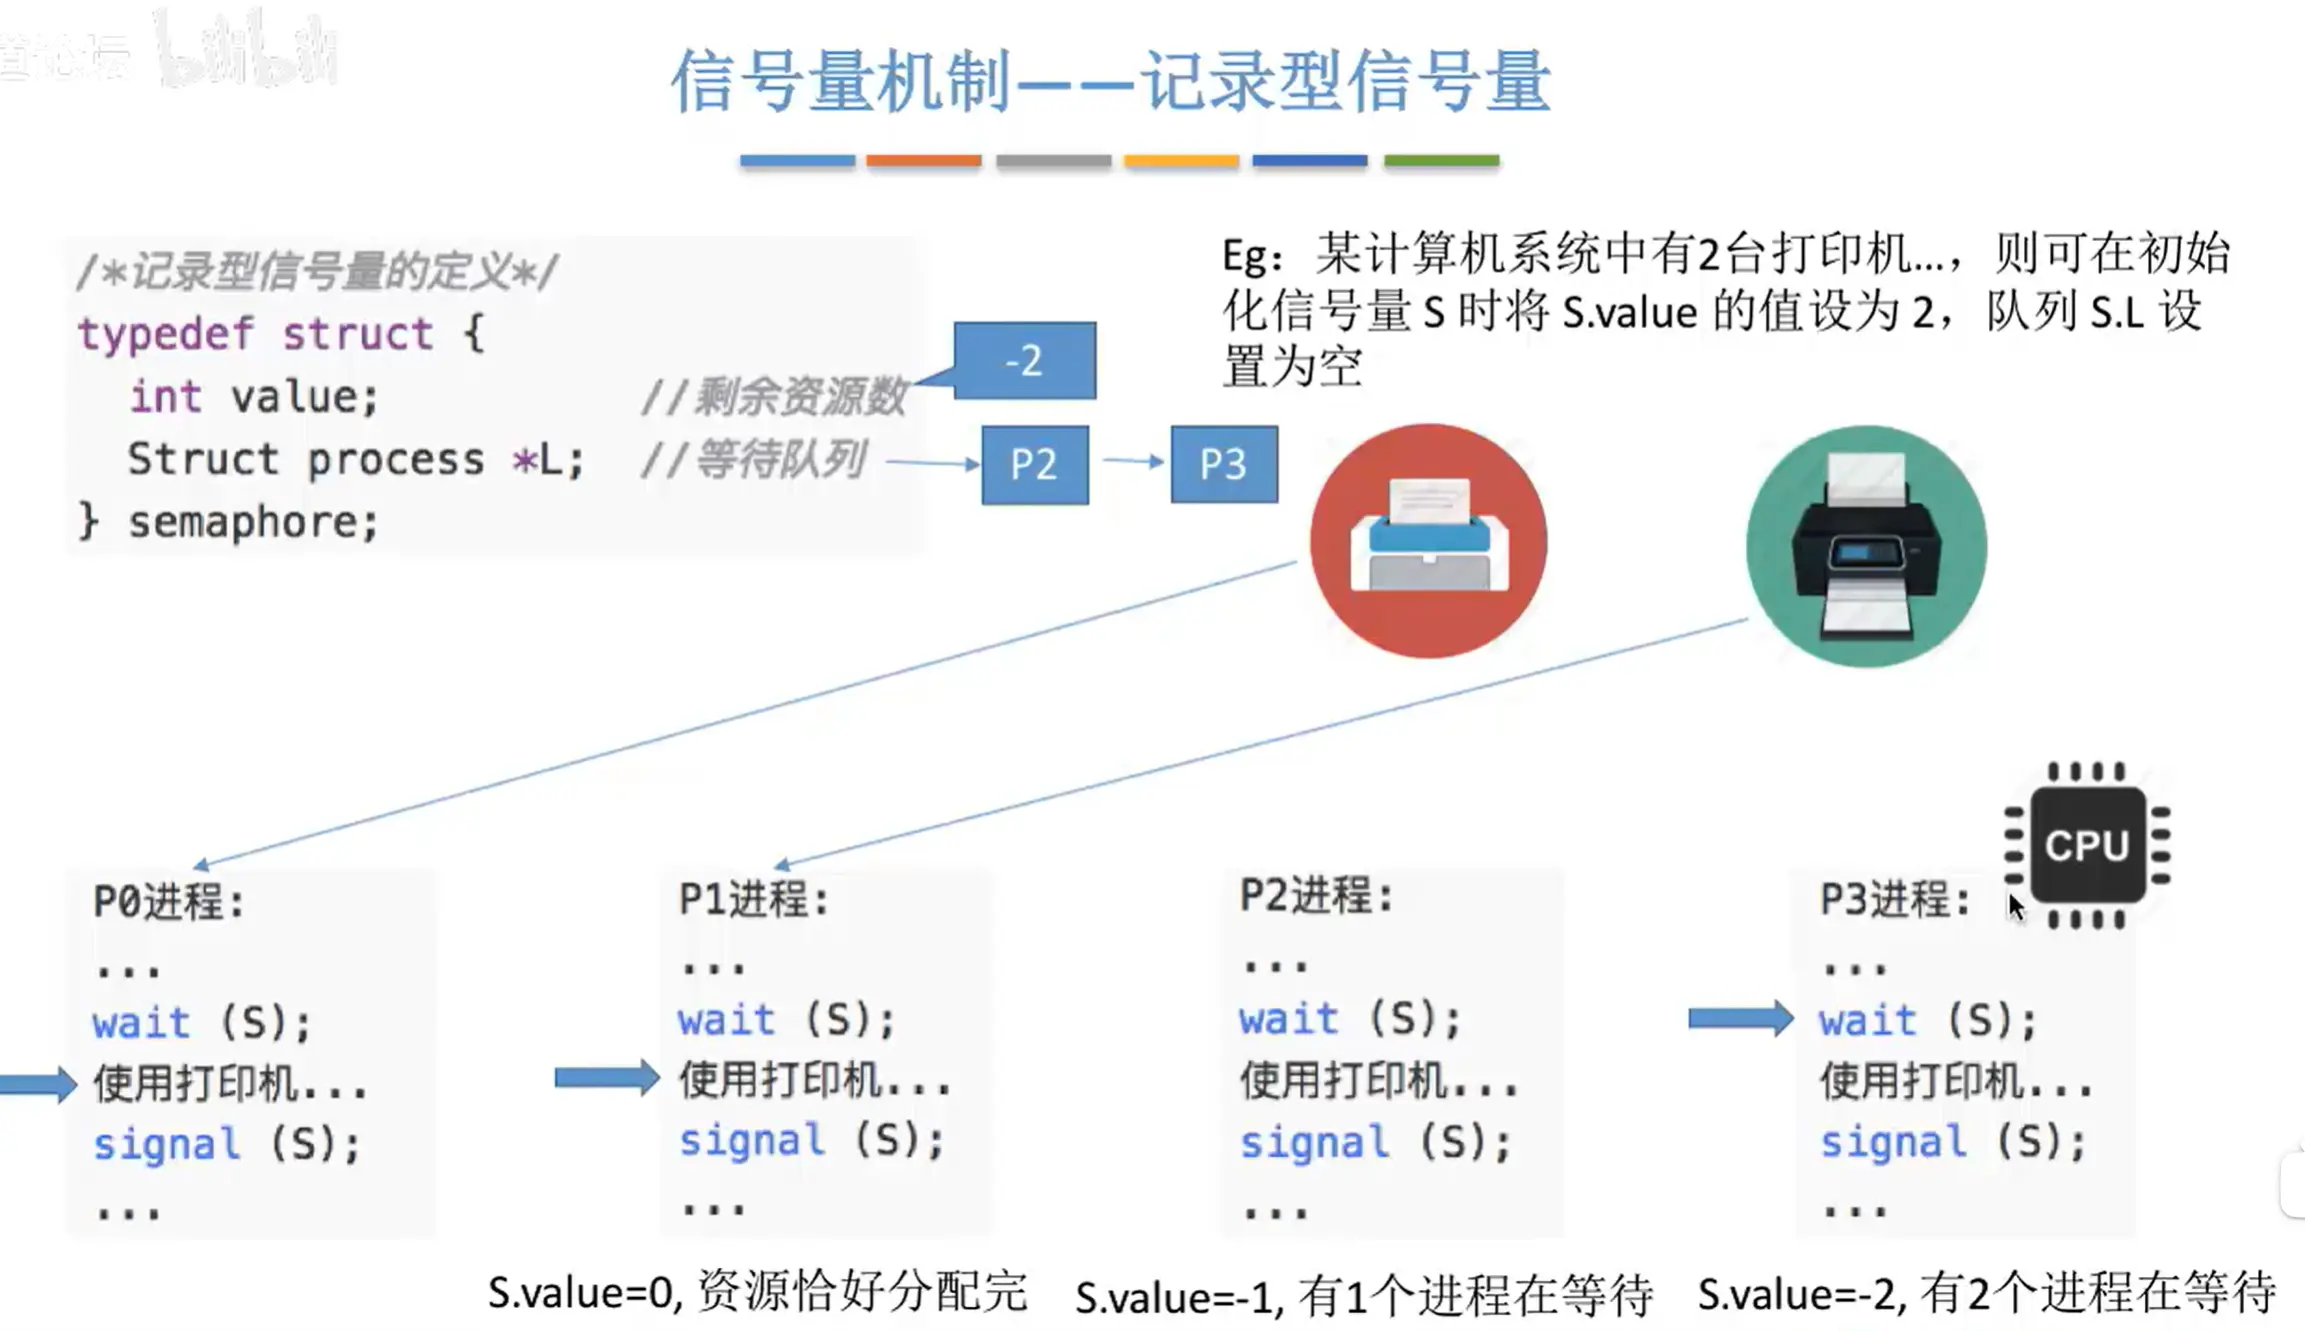 道论坛 bilibili
信号量机制——记录型信号量
/*记录型信号量的定义*/
typedef struct {
int value; //剩余资源数
Struct process *L; //等待队列
} semaphore;
-2
P2
P3
Eg：某计算机系统中有2台打印机...，则可在初始
化信号量 S 时将 S.value 的值设为 2，队列 S.L 设
置为空
CPU
P0进程：
...
wait (S);
使用打印机...
signal (S);
...
P1进程：
...
wait (S);
使用打印机...
signal (S);
...
P2进程：
...
wait (S);
使用打印机...
signal (S);
...
P3进程：
...
wait (S);
使用打印机...
signal (S);
...
S.value=0, 资源恰好分配完
S.value=-1, 有1个进程在等待
S.value=-2, 有2个进程在等待